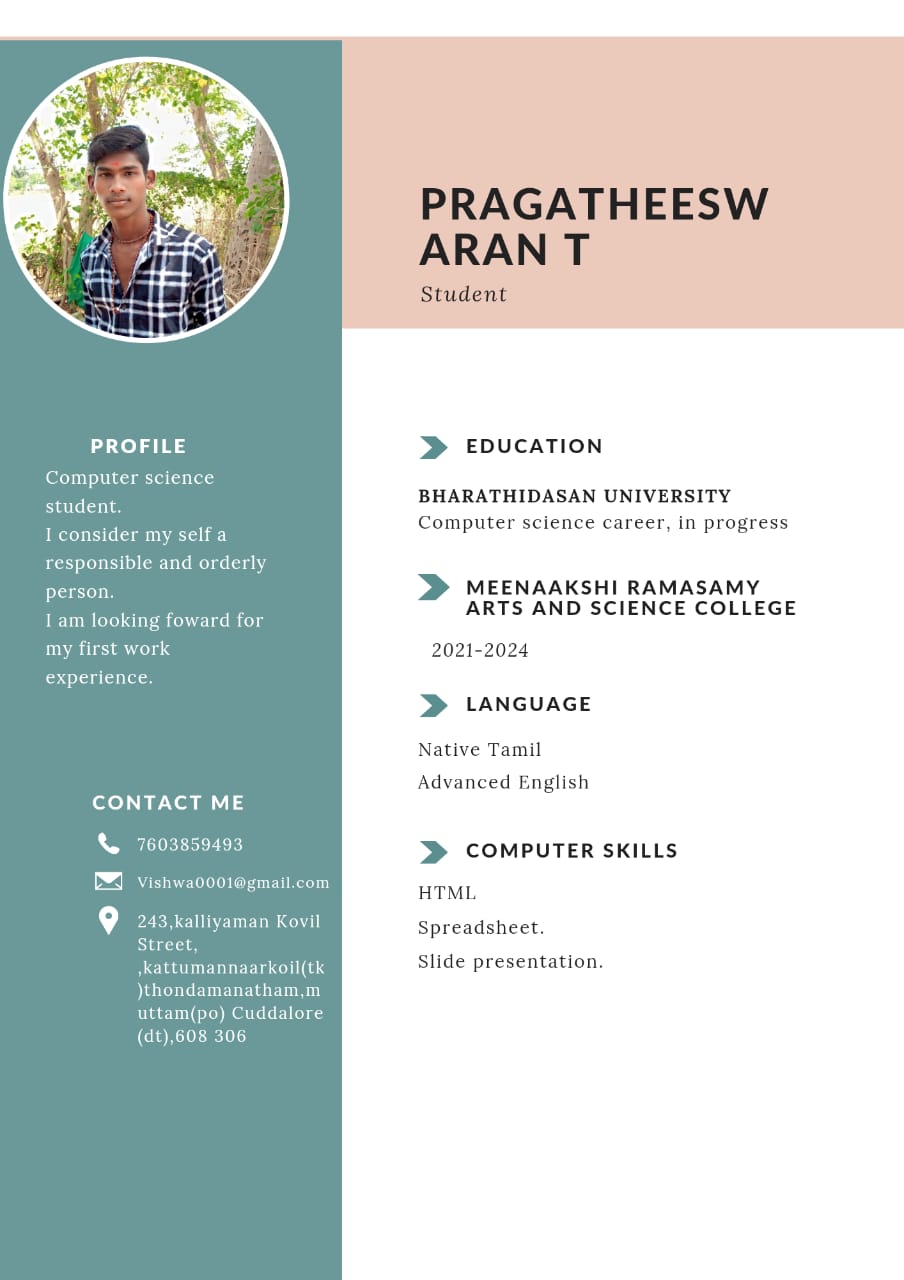 PRAGATHEESW
ARAN T
Student
PROFILE
Computer science
student.
I consider my self a
responsible and orderly
person.
I am looking foward for
my first work
experience.
CONTACT ME
7603859493
Vishwa0001@gmail.com
243,kalliyaman Kovil
Street,
,kattumannaarkoil(tk
)thondamanatham,m
uttam(po) Cuddalore
(dt),608 306
EDUCATION
BHARATHIDASAN UNIVERSITY
Computer science career, in progress
MEENAAKSHI RAMASAMY
ARTS AND SCIENCE COLLEGE
2021-2024
LANGUAGE
Native Tamil
Advanced English
COMPUTER SKILLS
HTML
Spreadsheet.
Slide presentation.